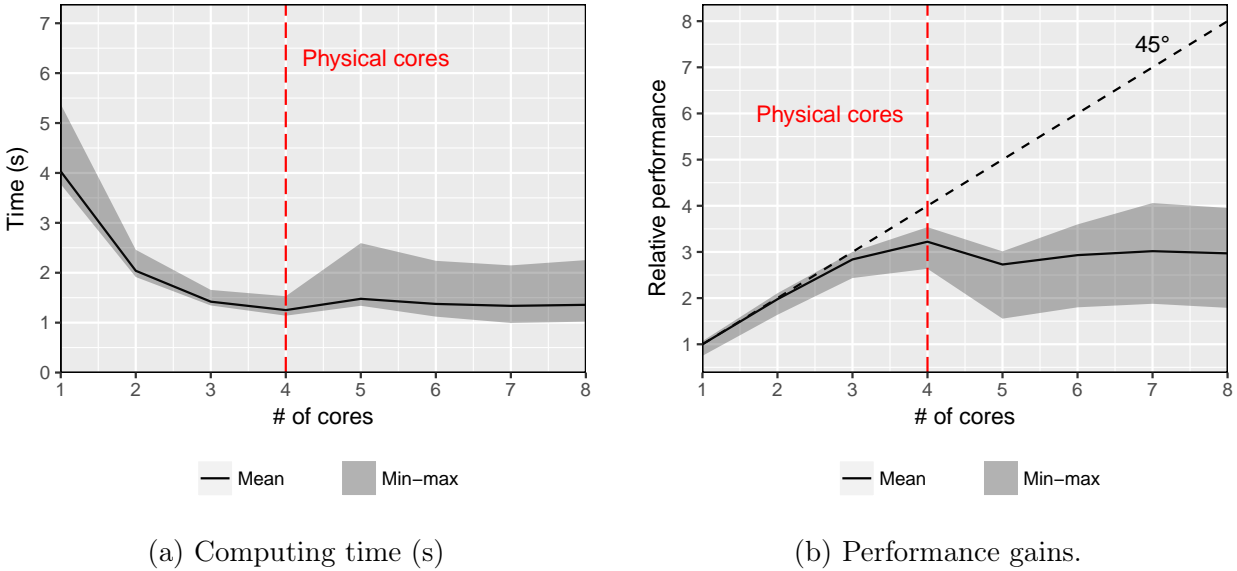 7
6
5
4
3
2
1
0
Time (s)
Physical cores
1 2 3 4 5 6 7 8
# of cores
Mean Min−max
(a) Computing time (s)
8
7
6
5
4
3
2
1
Relative performance
45°
Physical cores
1 2 3 4 5 6 7 8
# of cores
Mean Min−max
(b) Performance gains.